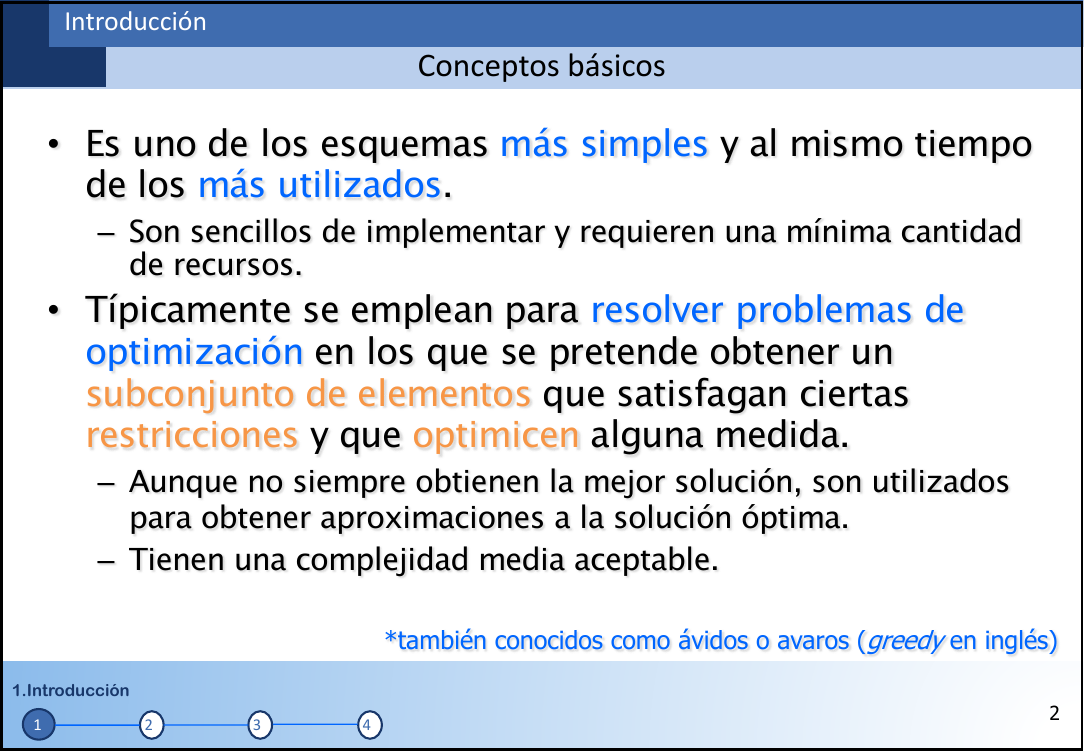 Introducción
Conceptos básicos
• Es uno de los esquemas más simples y al mismo tiempo
de los más utilizados.
– Son sencillos de implementar y requieren una mínima cantidad
de recursos.
• Típicamente se emplean para resolver problemas de
optimización en los que se pretende obtener un
subconjunto de elementos que satisfagan ciertas
restricciones y que optimicen alguna medida.
– Aunque no siempre obtienen la mejor solución, son utilizados
para obtener aproximaciones a la solución óptima.
– Tienen una complejidad media aceptable.
*también conocidos como ávidos o avaros (greedy en inglés)
1.Introducción
1 2 3 4
2